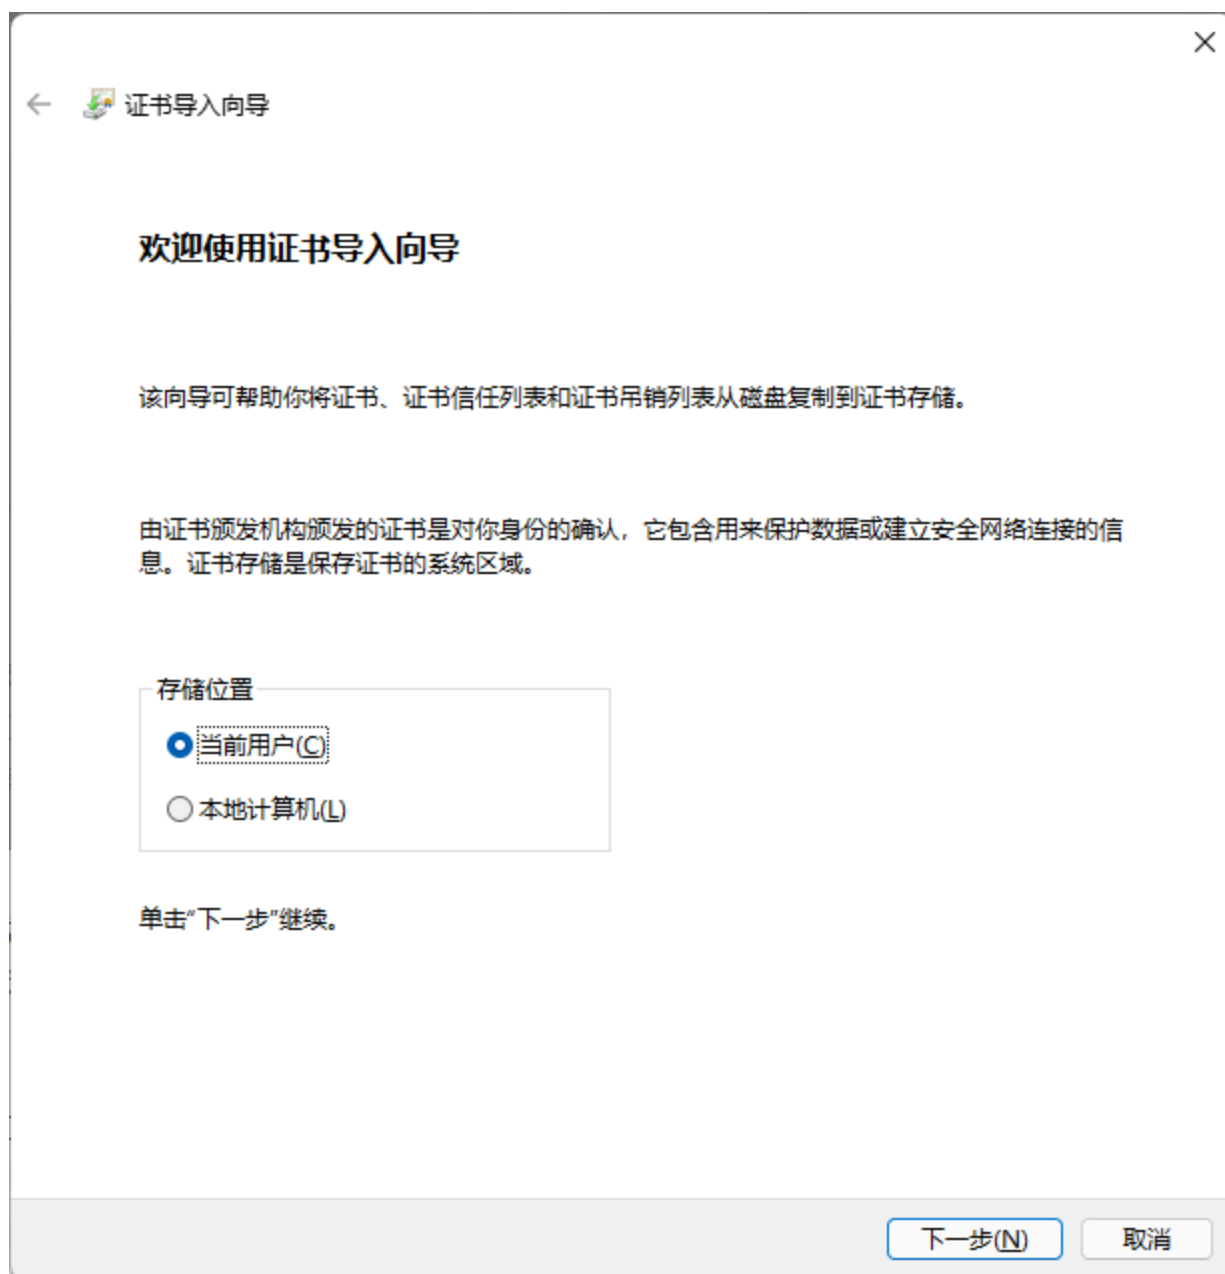 证书导入向导
欢迎使用证书导入向导
该向导可帮助你将证书、证书信任列表和证书吊销列表从磁盘复制到证书存储。
由证书颁发机构颁发的证书是对你身份的确认，它包含用来保护数据或建立安全网络连接的信
息。证书存储是保存证书的系统区域。
存储位置
当前用户(C)
本地计算机(L)
单击“下一步”继续。
下一步(N)
取消